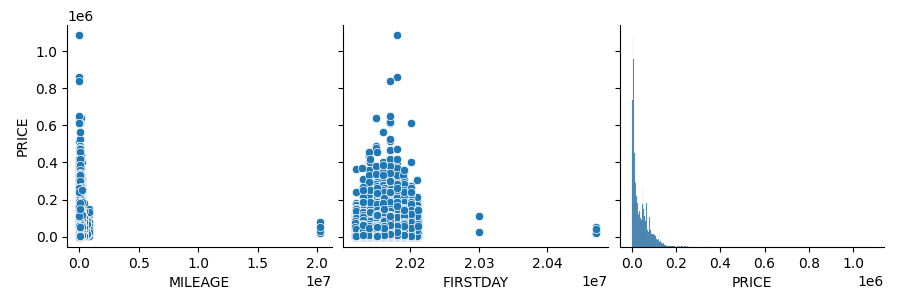 1e6
1.0
0.8
0.6
0.4
0.2
0.0
PRICE
0.0 0.5 1.0 1.5 2.0
1e7
MILEAGE
2.02 2.03 2.04
1e7
FIRSTDAY
0.0 0.2 0.4 0.6 0.8 1.0
1e6
PRICE